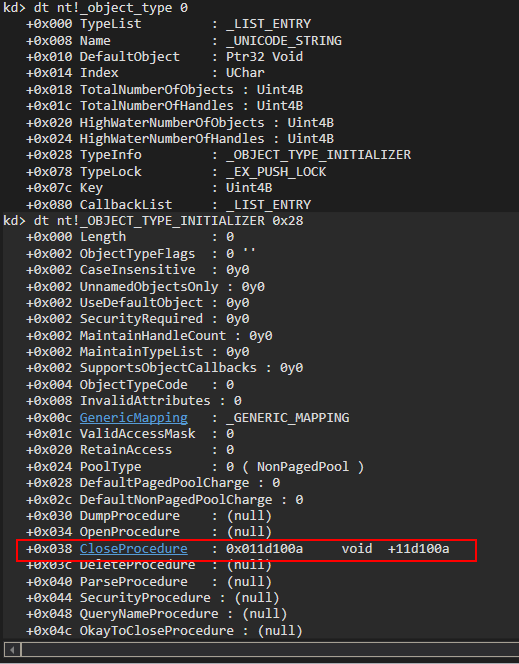 kd> dt nt!_object_type 0
+0x000 TypeList : _LIST_ENTRY
+0x008 Name : _UNICODE_STRING
+0x010 DefaultObject : Ptr32 Void
+0x014 Index : UChar
+0x018 TotalNumberOfObjects : Uint4B
+0x01c TotalNumberOfHandles : Uint4B
+0x020 HighWaterNumberOfObjects : Uint4B
+0x024 HighWaterNumberOfHandles : Uint4B
+0x028 TypeInfo : _OBJECT_TYPE_INITIALIZER
+0x078 TypeLock : _EX_PUSH_LOCK
+0x07c Key : Uint4B
+0x080 CallbackList : _LIST_ENTRY
kd> dt nt!_OBJECT_TYPE_INITIALIZER 0x28
+0x000 Length : 0
+0x002 ObjectTypeFlags : 0 ''
+0x002 CaseInsensitive : 0y0
+0x002 UnnamedObjectsOnly : 0y0
+0x002 UseDefaultObject : 0y0
+0x002 SecurityRequired : 0y0
+0x002 MaintainHandleCount : 0y0
+0x002 MaintainTypeList : 0y0
+0x002 SupportsObjectCallbacks : 0y0
+0x004 ObjectTypeCode : 0
+0x008 InvalidAttributes : 0
+0x00c GenericMapping : _GENERIC_MAPPING
+0x01c ValidAccessMask : 0
+0x020 RetainAccess : 0
+0x024 PoolType : 0 ( NonPagedPool )
+0x028 DefaultPagedPoolCharge : 0
+0x02c DefaultNonPagedPoolCharge : 0
+0x030 DumpProcedure : (null)
+0x034 OpenProcedure : (null)
+0x038 CloseProcedure : 0x011d100a void +11d100a
+0x03c DeleteProcedure : (null)
+0x040 ParseProcedure : (null)
+0x044 SecurityProcedure : (null)
+0x048 QueryNameProcedure : (null)
+0x04c OkayToCloseProcedure : (null)